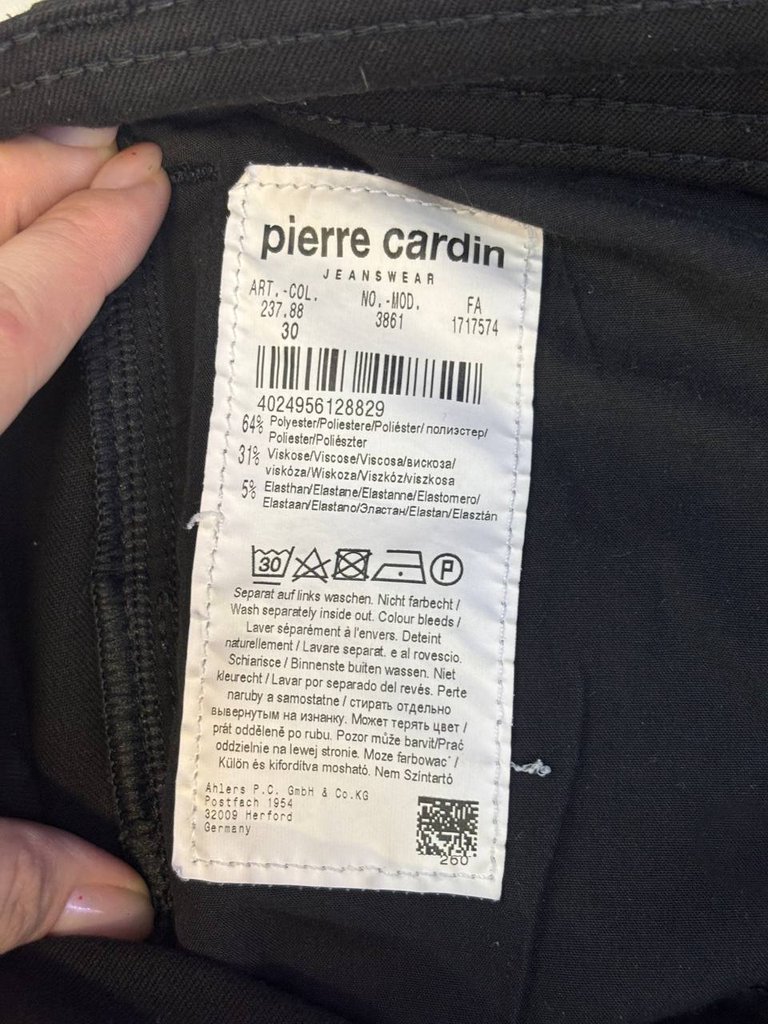 pierre cardin
JEANSWEAR
ART.-COL. NO.-MOD. FA
237.88 3861 1717574
30
4024956128829
64% Polyester/Poliestere/Poliéster/ полиэстер/
Poliester/Poliészter
31% Viskose/Viscose/Viscosa/вискоза/
viskóza/Wiskoza/Viszkóz/viszkosa
5% Elasthan/Elastane/Elastanne/Elastomero/
Elastaan/Elastano/Эластан/Elastan/Elasztán
30 P
Separat auf links waschen. Nicht farbecht /
Wash separately inside out. Colour bleeds /
Laver séparément à l'envers. Deteint
naturellement / Lavare separat. e al rovescio.
Schiarisce / Binnenste buiten wassen. Niet
kleurecht / Lavar por separado del revés. Perte
naruby a samostatne / стирать отдельно
вывернутым на изнанку. Может терять цвет /
prát odděleně po rubu. Pozor může barvit/Prać
oddzielnie na lewej stronie. Moze farbowac /
Külön és kifordítva mosható. Nem Színtartó
Ahlers P.C. GmbH & Co.KG
Postfach 1954
32009 Herford
Germany
260